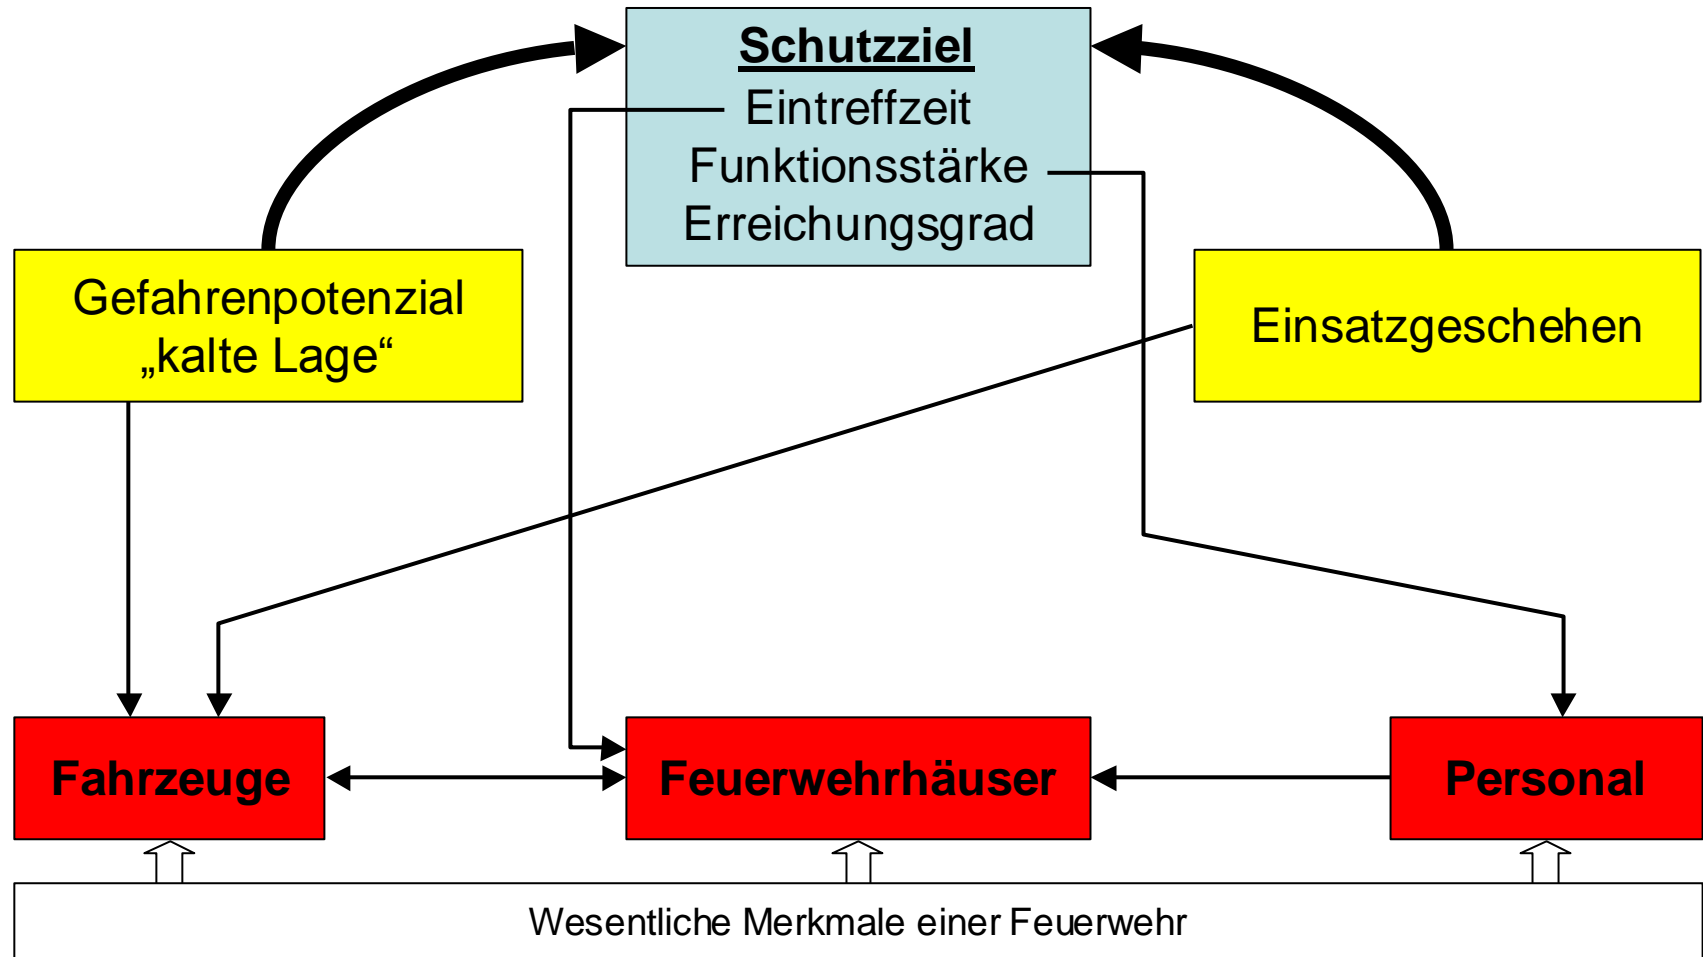 Schutzziel
Eintreffzeit
Funktionsstärke
Erreichungsgrad
Gefahrenpotenzial
„kalte Lage“
Einsatzgeschehen
Fahrzeuge
Feuerwehrhäuser
Personal
Wesentliche Merkmale einer Feuerwehr